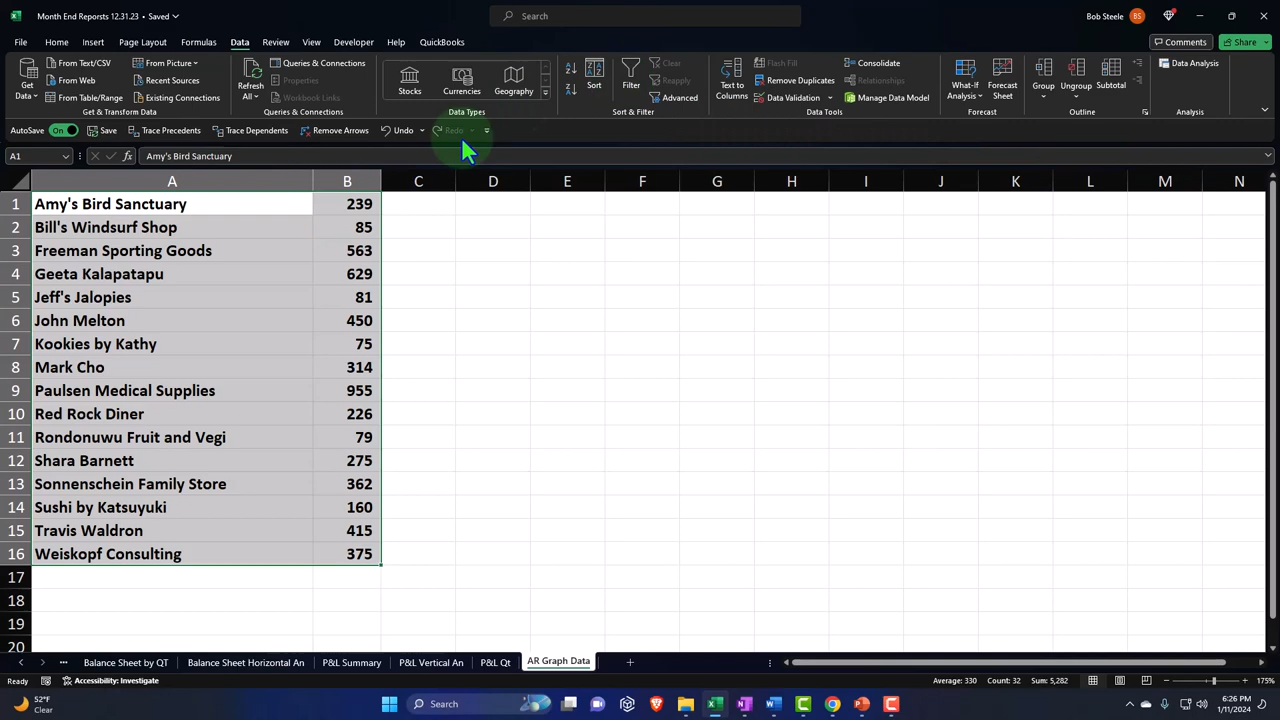 Month End Reporsts 12.31.23 • Saved
Search
Bob Steele BS
File Home Insert Page Layout Formulas Data Review View Developer Help QuickBooks Comments Share
Get Data
From Text/CSV
From Web
From Table/Range
From Picture
Recent Sources
Existing Connections
Get & Transform Data
Refresh All
Queries & Connections
Properties
Workbook Links
Queries & Connections
Stocks
Currencies
Geography
Data Types
Sort
Filter
Clear
Reapply
Advanced
Sort & Filter
Text to Columns
Flash Fill
Remove Duplicates
Data Validation
Consolidate
Relationships
Manage Data Model
Data Tools
What-If Analysis
Forecast Sheet
Forecast
Group
Ungroup
Subtotal
Outline
Data Analysis
Analysis
AutoSave On Save Trace Precedents Trace Dependents Remove Arrows Undo Redo
A1 fx Amy's Bird Sanctuary
A B C D E F G H I J K L M N
1 Amy's Bird Sanctuary 239
2 Bill's Windsurf Shop 85
3 Freeman Sporting Goods 563
4 Geeta Kalapatapu 629
5 Jeff's Jalopies 81
6 John Melton 450
7 Kookies by Kathy 75
8 Mark Cho 314
9 Paulsen Medical Supplies 955
10 Red Rock Diner 226
11 Rondonuwu Fruit and Vegi 79
12 Shara Barnett 275
13 Sonnenschein Family Store 362
14 Sushi by Katsuyuki 160
15 Travis Waldron 415
16 Weiskopf Consulting 375
17
18
19
20
Balance Sheet by QT Balance Sheet Horizontal An P&L Summary P&L Vertical An P&L Qt AR Graph Data
Ready Accessibility: Investigate Average: 330 Count: 32 Sum: 5,282 175%
52°F
Clear
Search
6:26 PM
1/11/2024